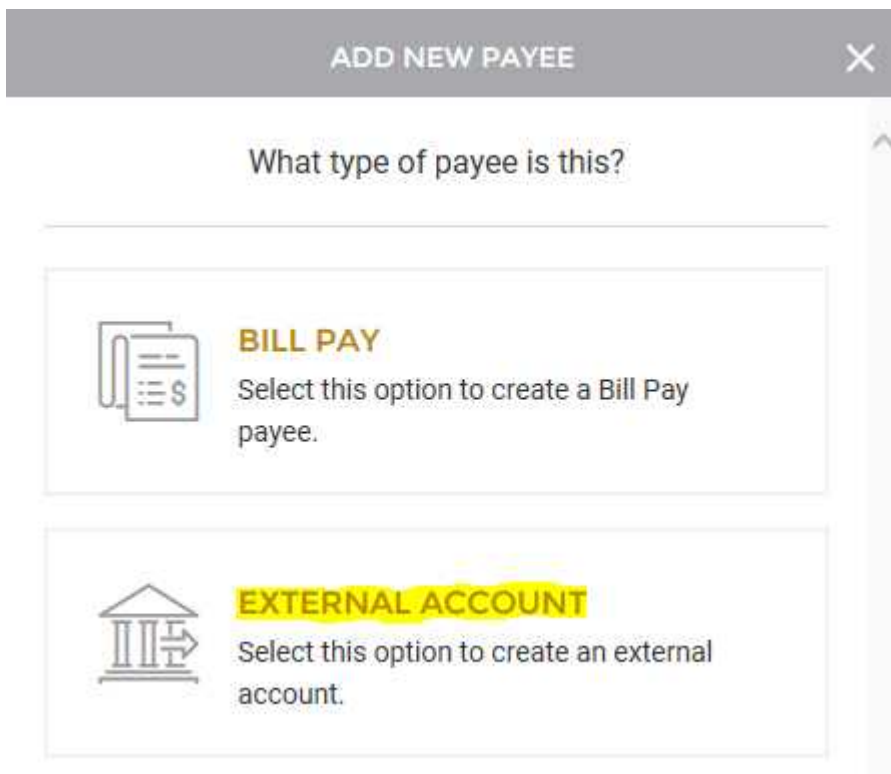 ADD NEW PAYEE
What type of payee is this?
BILL PAY
Select this option to create a Bill Pay
payee.
EXTERNAL ACCOUNT
Select this option to create an external
account.